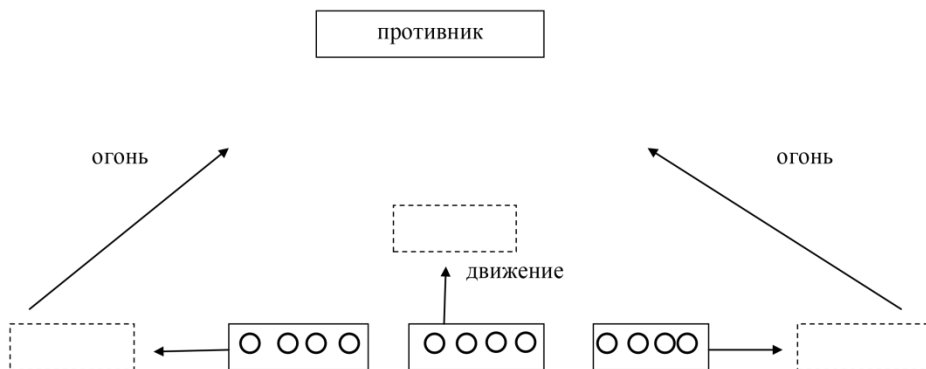 противник
огонь
огонь
движение